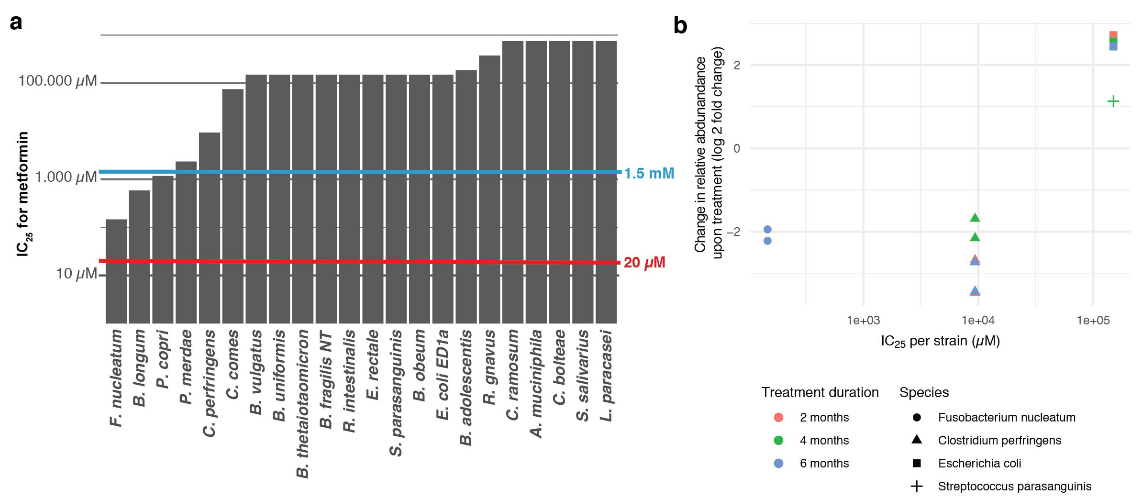 a
IC25 for metformin
100.000 µM
1.000 µM
10 µM
1.5 mM
20 µM
F. nucleatum
B. longum
P. copri
P. merdae
C. perfringens
C. comes
B. vulgatus
B. uniformis
B. thetaiotaomicron
B. fragilis NT
R. intestinalis
E. rectale
S. parasanguinis
B. obeum
E. coli ED1a
B. adolescentis
R. gnavus
C. ramosum
A. muciniphila
C. bolteae
S. salivarius
L. paracasei
b
Change in relative abdunandance
upon treatment (log 2 fold change)
2
0
−2
1e+03
1e+04
1e+05
IC25 per strain (µM)
Treatment duration
2 months
4 months
6 months
Species
Fusobacterium nucleatum
Clostridium perfringens
Escherichia coli
Streptococcus parasanguinis